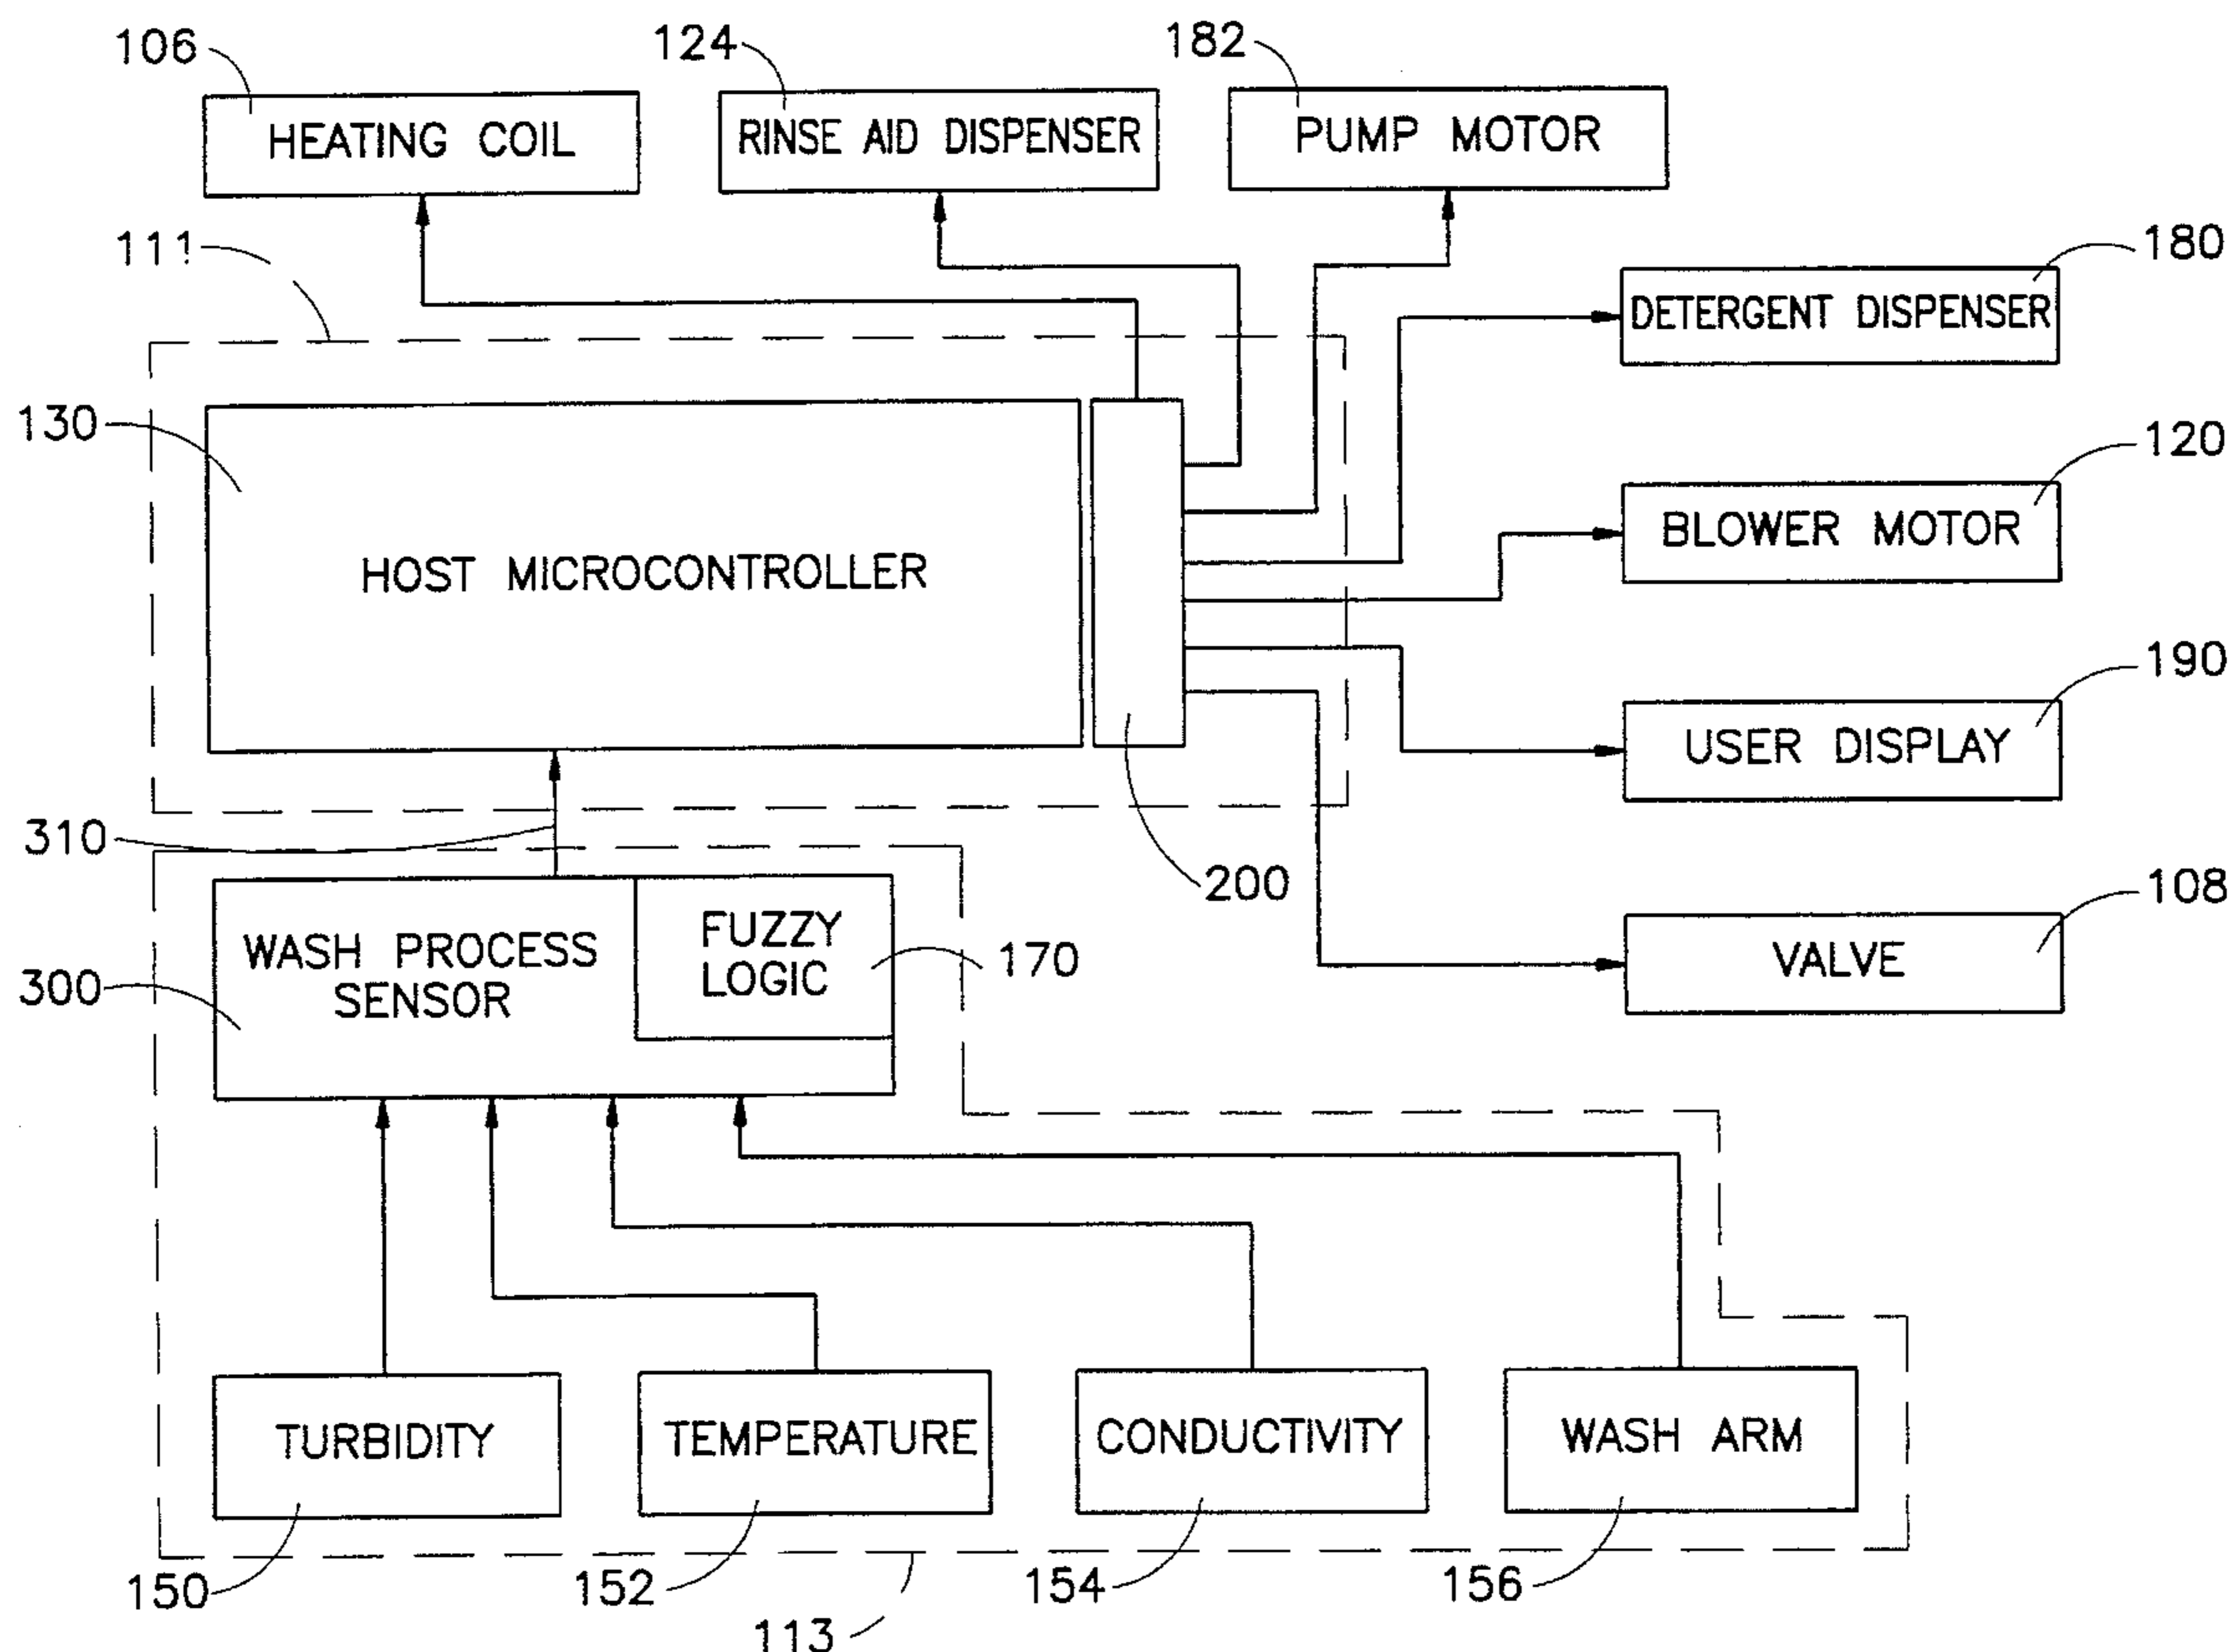 106
124
182
HEATING COIL
RINSE AID DISPENSER
PUMP MOTOR
111
180
DETERGENT DISPENSER
130
120
HOST MICROCONTROLLER
BLOWER MOTOR
190
USER DISPLAY
310
200
108
FUZZY
LOGIC
WASH PROCESS
SENSOR
170
300
VALVE
TURBIDITY
TEMPERATURE
CONDUCTIVITY
WASH ARM
150
152
154
156
113